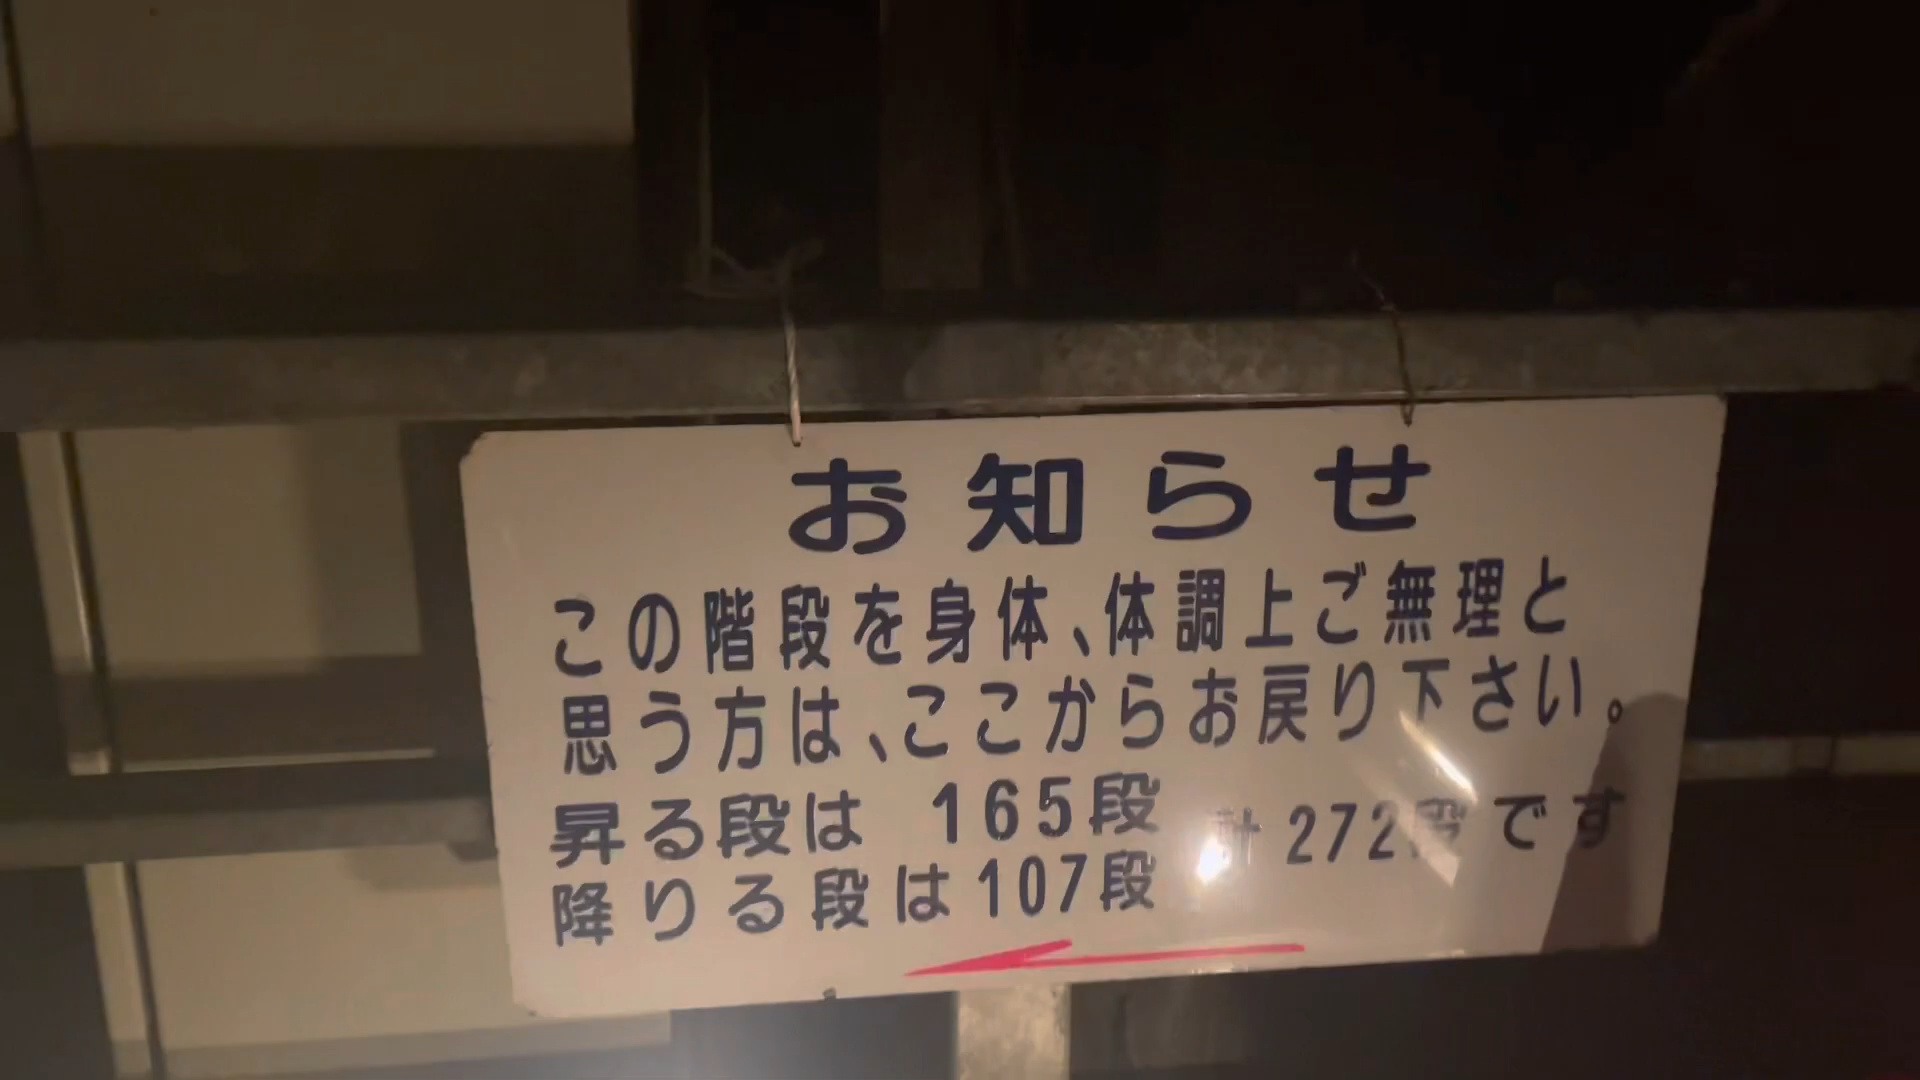 お知らせ
この階段を身体、体調上ご無理と
思う方は、ここからお戻り下さい。
昇る段は 165段 計272段です
降りる段は107段